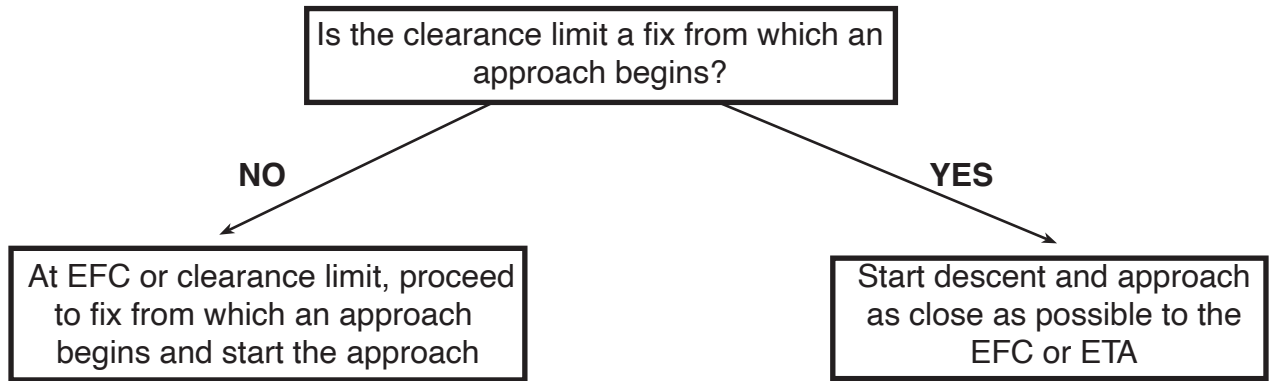 Is the clearance limit a fix from which an
approach begins?
NO
YES
At EFC or clearance limit, proceed
to fix from which an approach
begins and start the approach
Start descent and approach
as close as possible to the
EFC or ETA